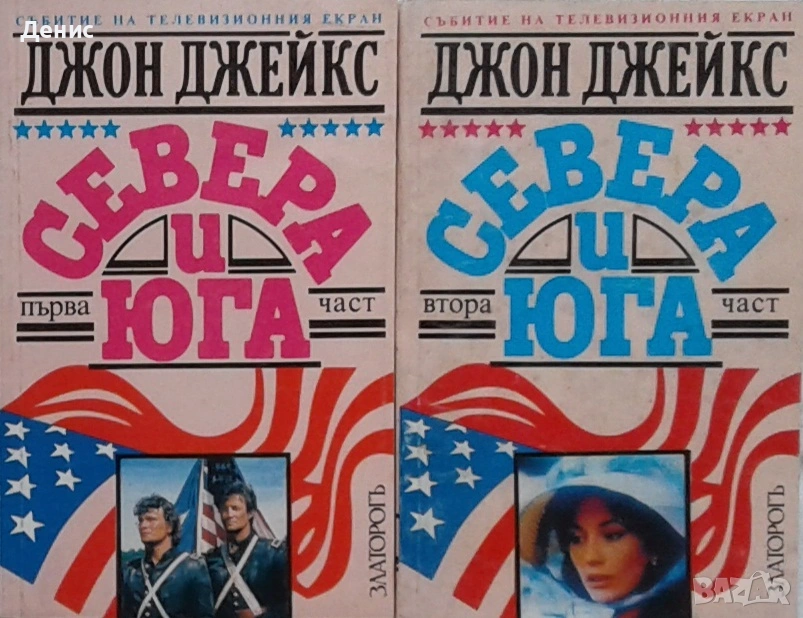 СЪБИТИЕ НА ТЕЛЕВИЗИОННИЯ ЕКРАН
Денис
ДЖОН ДЖЕЙКС
СЕВЕРА
и
ЮГА
първа част
ЗЛАТОРОГЪ
СЪБИТИЕ НА ТЕЛЕВИЗИОННИЯ ЕКРАН
ДЖОН ДЖЕЙКС
СЕВЕРА
и
ЮГА
втора част
ЗЛАТОРОГЪ
BAZAR